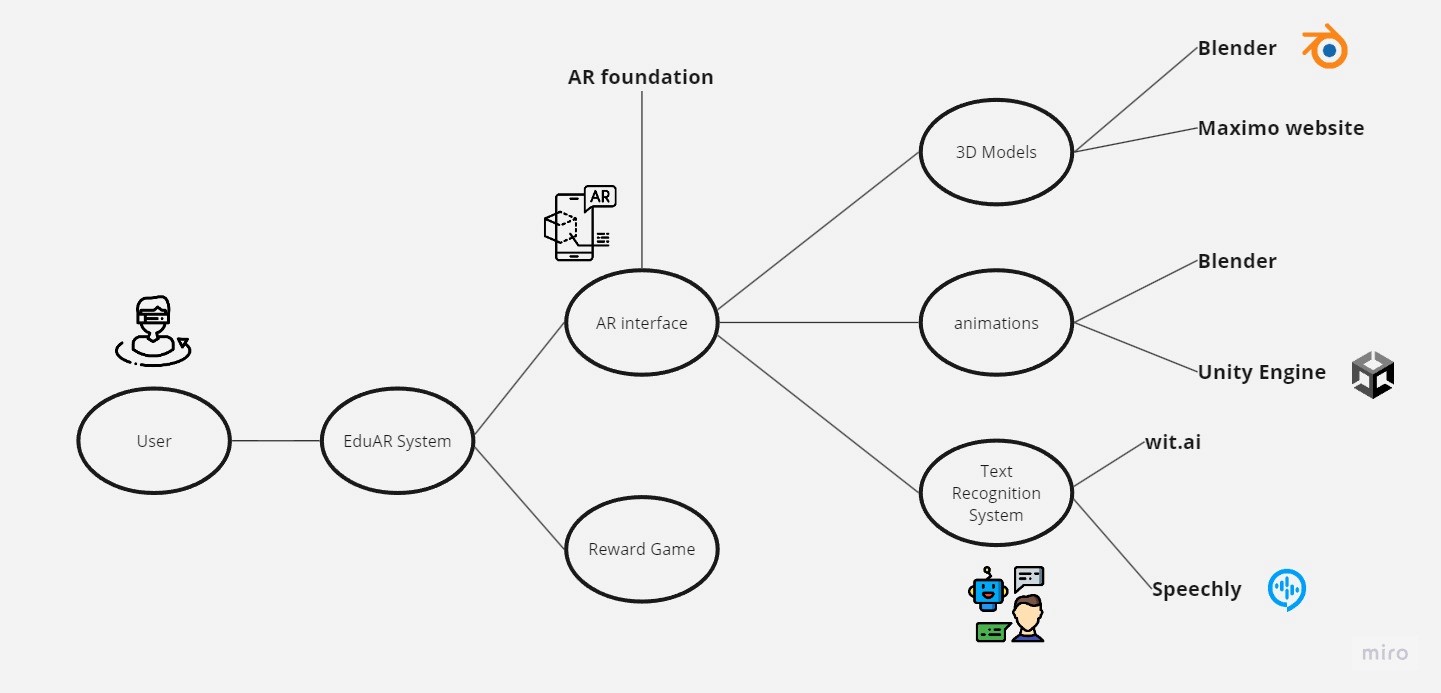 AR foundation
AR
AR interface
User
EduAR System
Reward Game
3D Models
Blender
Maximo website
animations
Blender
Unity Engine
Text
Recognition
System
wit.ai
Speechly
miro